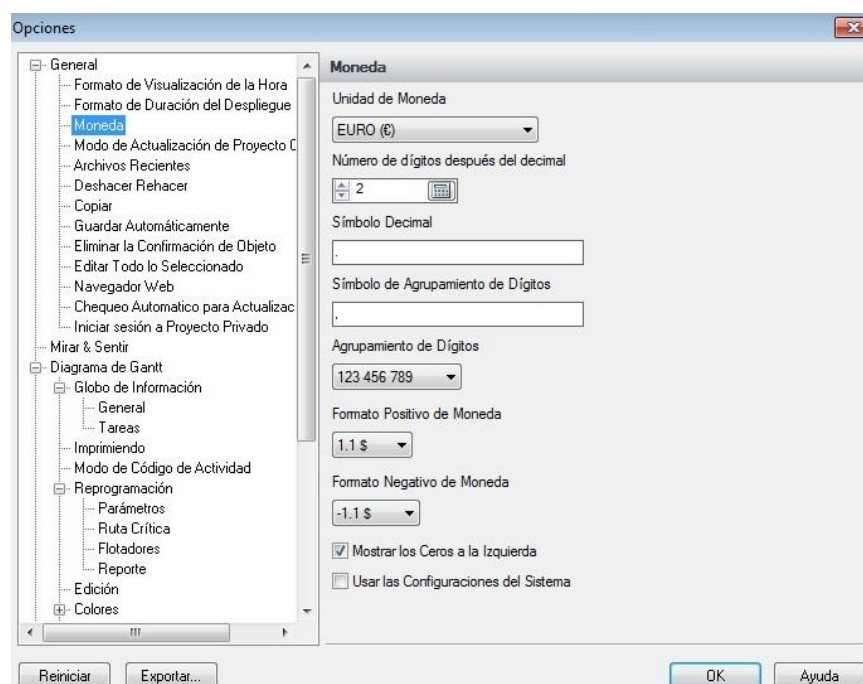 Opciones
General
Formato de Visualización de la Hora
Formato de Duración del Despliegue
Moneda
Modo de Actualización de Proyecto C
Archivos Recientes
Deshacer Rehacer
Copiar
Guardar Automáticamente
Eliminar la Confirmación de Objeto
Editar Todo lo Seleccionado
Navegador Web
Chequeo Automatico para Actualizac
Iniciar sesión a Proyecto Privado
Mirar & Sentir
Diagrama de Gantt
Globo de Información
General
Tareas
Imprimiendo
Modo de Código de Actividad
Reprogramación
Parámetros
Ruta Crítica
Flotadores
Reporte
Edición
Colores
Moneda
Unidad de Moneda
EURO (€)
Número de dígitos después del decimal
2
Símbolo Decimal
.
Símbolo de Agrupamiento de Dígitos
Agrupamiento de Dígitos
123 456 789
Formato Positivo de Moneda
1.1 $
Formato Negativo de Moneda
-1.1 $
Mostrar los Ceros a la Izquierda
Usar las Configuraciones del Sistema
Reiniciar
Exportar...
OK
Ayuda